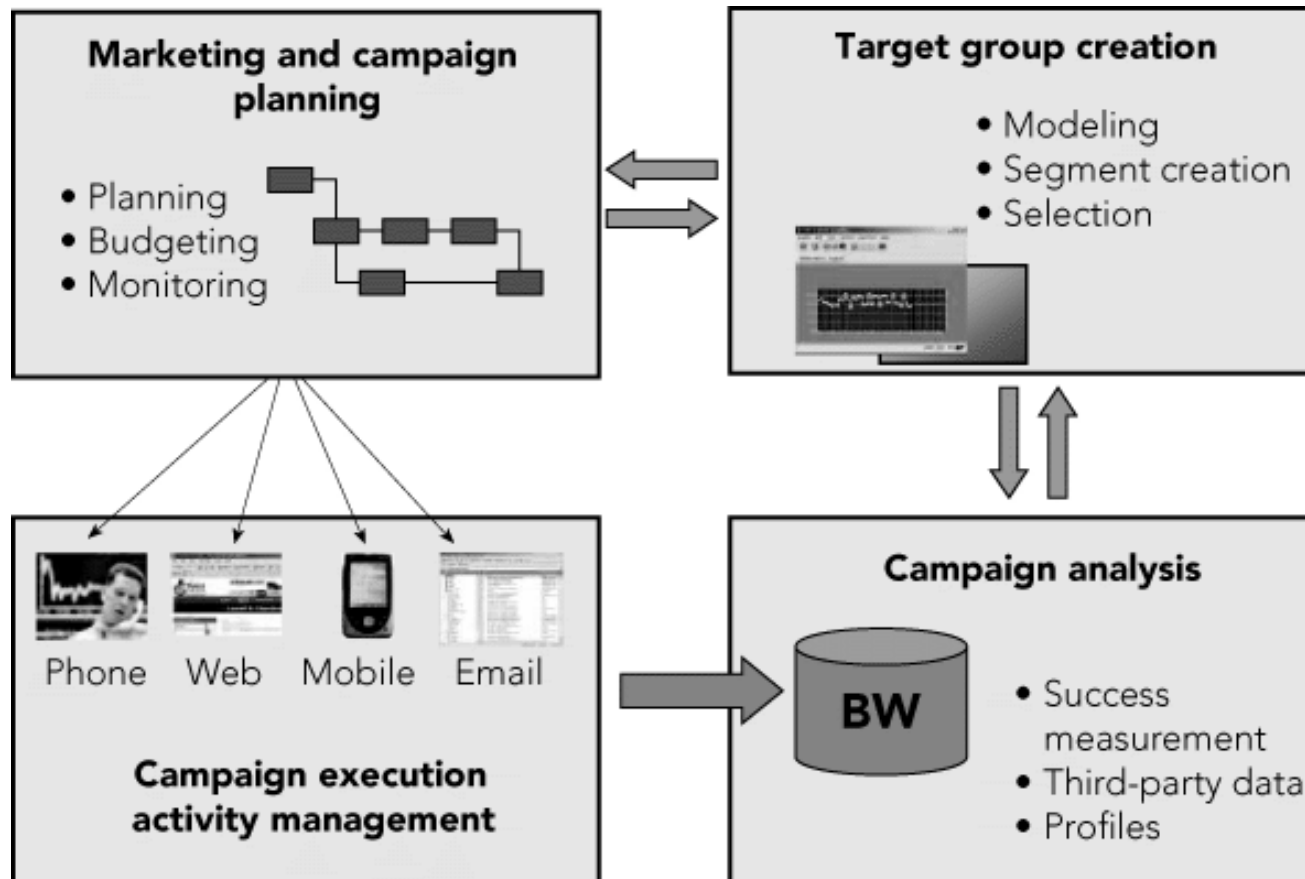 Marketing and campaign
planning
• Planning
• Budgeting
• Monitoring
Target group creation
• Modeling
• Segment creation
• Selection
Phone Web Mobile Email
Campaign execution
activity management
Campaign analysis
BW
• Success
measurement
• Third-party data
• Profiles